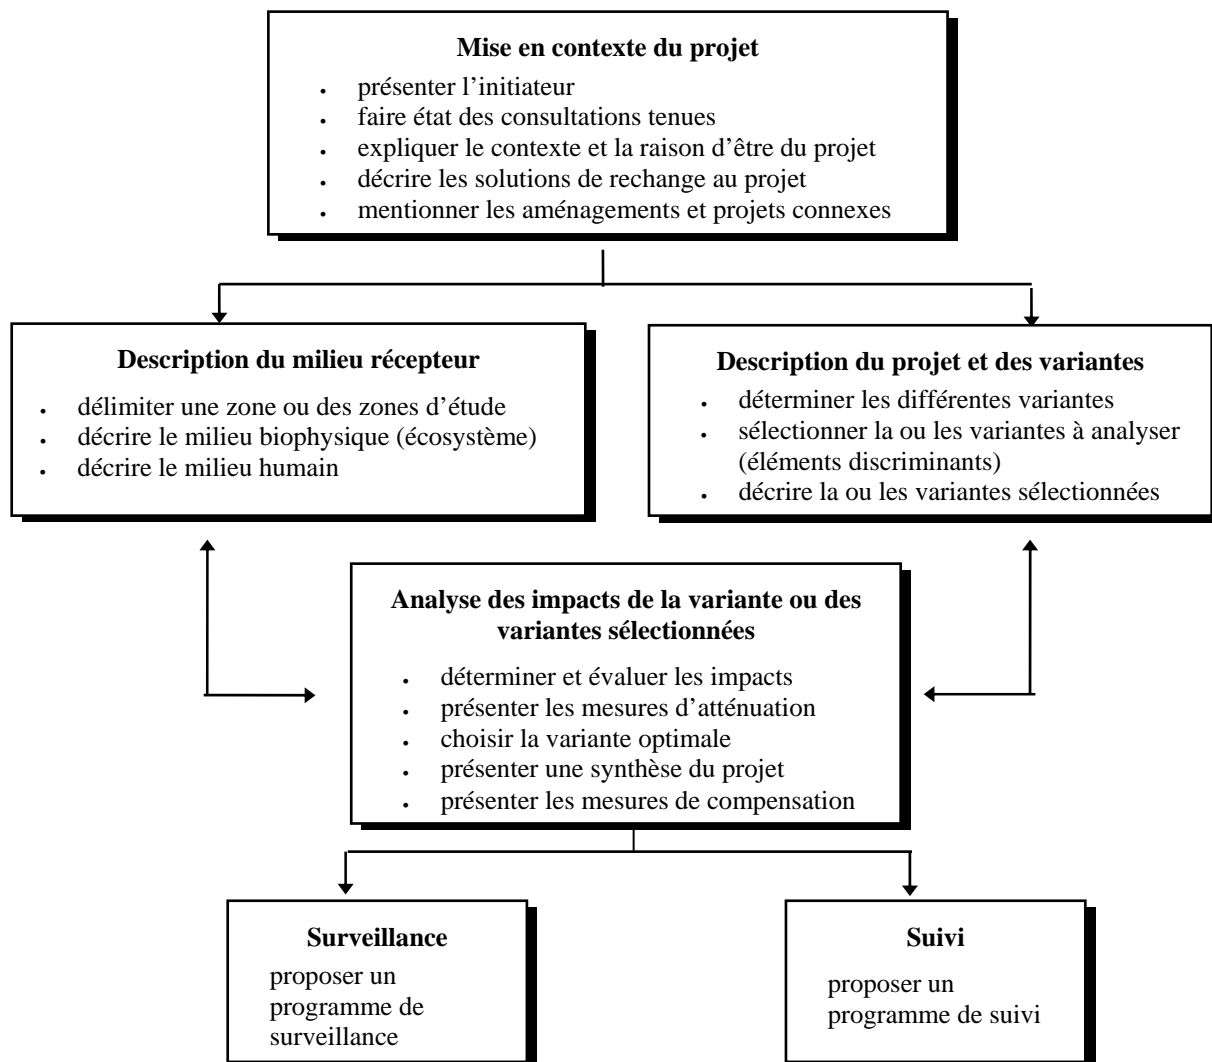 Mise en contexte du projet
• présenter l’initiateur
• faire état des consultations tenues
• expliquer le contexte et la raison d’être du projet
• décrire les solutions de rechange au projet
• mentionner les aménagements et projets connexes
Description du milieu récepteur
• délimiter une zone ou des zones d’étude
• décrire le milieu biophysique (écosystème)
• décrire le milieu humain
Description du projet et des variantes
• déterminer les différentes variantes
• sélectionner la ou les variantes à analyser
(éléments discriminants)
• décrire la ou les variantes sélectionnées
Analyse des impacts de la variante ou des
variantes sélectionnées
• déterminer et évaluer les impacts
• présenter les mesures d’atténuation
• choisir la variante optimale
• présenter une synthèse du projet
• présenter les mesures de compensation
Surveillance
proposer un
programme de
surveillance
Suivi
proposer un
programme de suivi